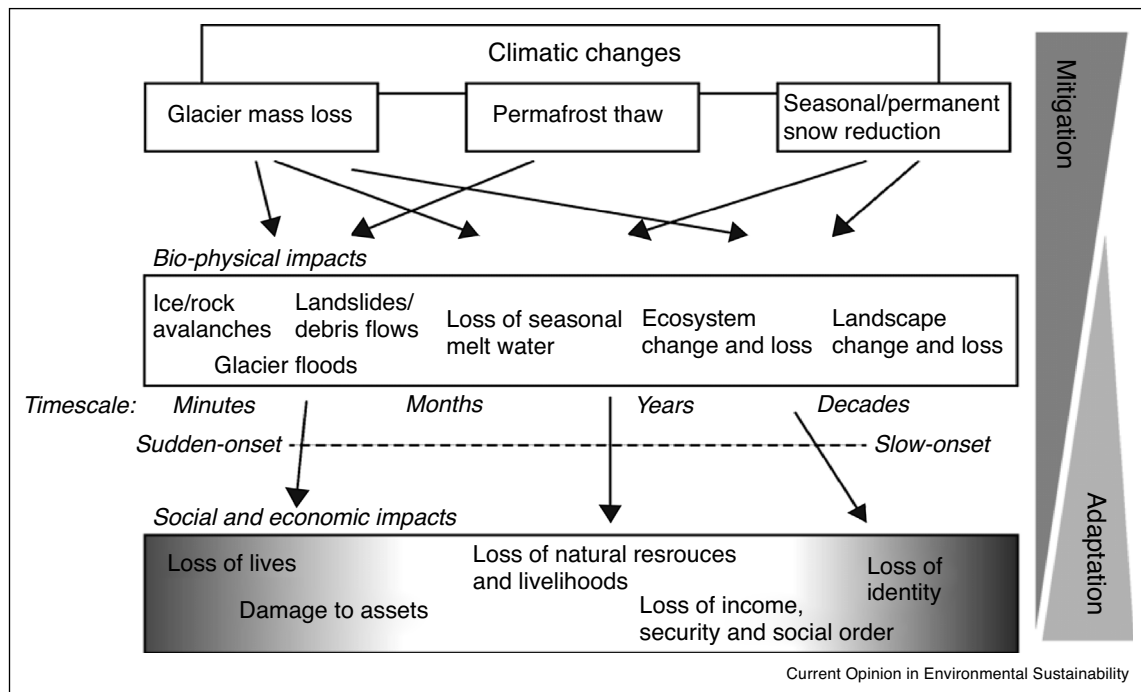 Climatic changes
Glacier mass loss
Permafrost thaw
Seasonal/permanent
snow reduction
Mitigation
Bio-physical impacts
Ice/rock
avalanches
Landslides/
debris flows
Glacier floods
Loss of seasonal
melt water
Ecosystem
change and loss
Landscape
change and loss
Timescale: Minutes Months Years Decades
Sudden-onset Slow-onset
Social and economic impacts
Loss of lives
Damage to assets
Loss of natural resrouces
and livelihoods
Loss of income,
security and social order
Loss of
identity
Adaptation
Current Opinion in Environmental Sustainability